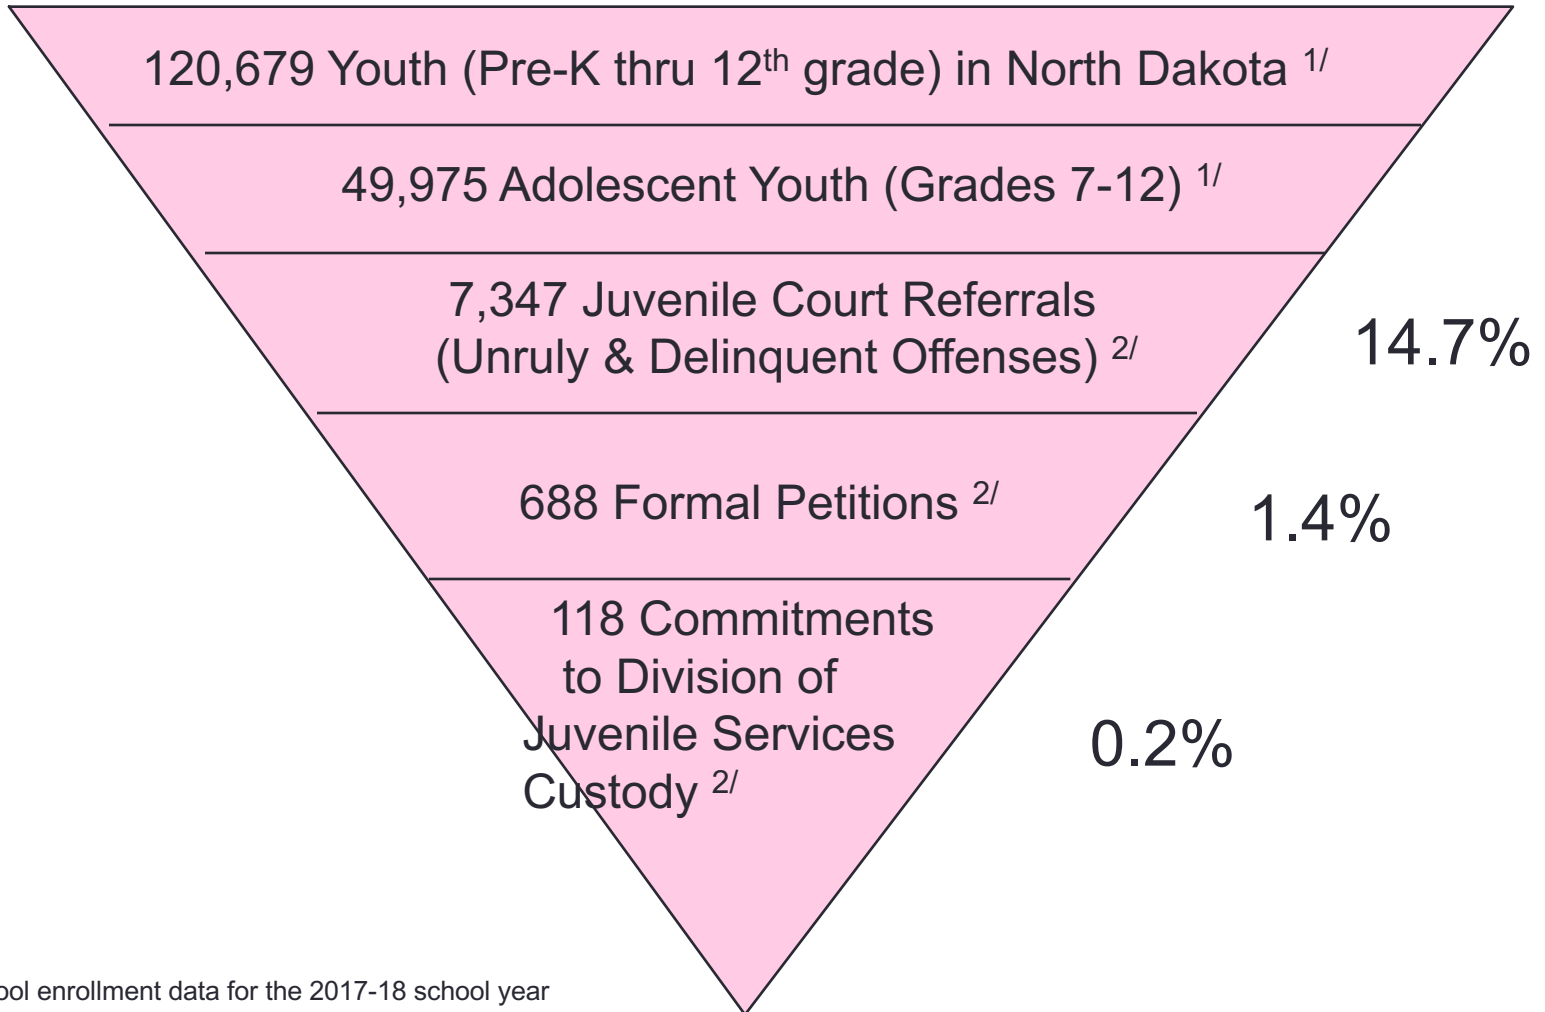 120,679 Youth (Pre-K thru 12th grade) in North Dakota 1/
49,975 Adolescent Youth (Grades 7-12) 1/
7,347 Juvenile Court Referrals
(Unruly & Delinquent Offenses) 2/
14.7%
688 Formal Petitions 2/
1.4%
118 Commitments
to Division of
Juvenile Services
Custody 2/
0.2%
enrollment data for the 2017-18 school year